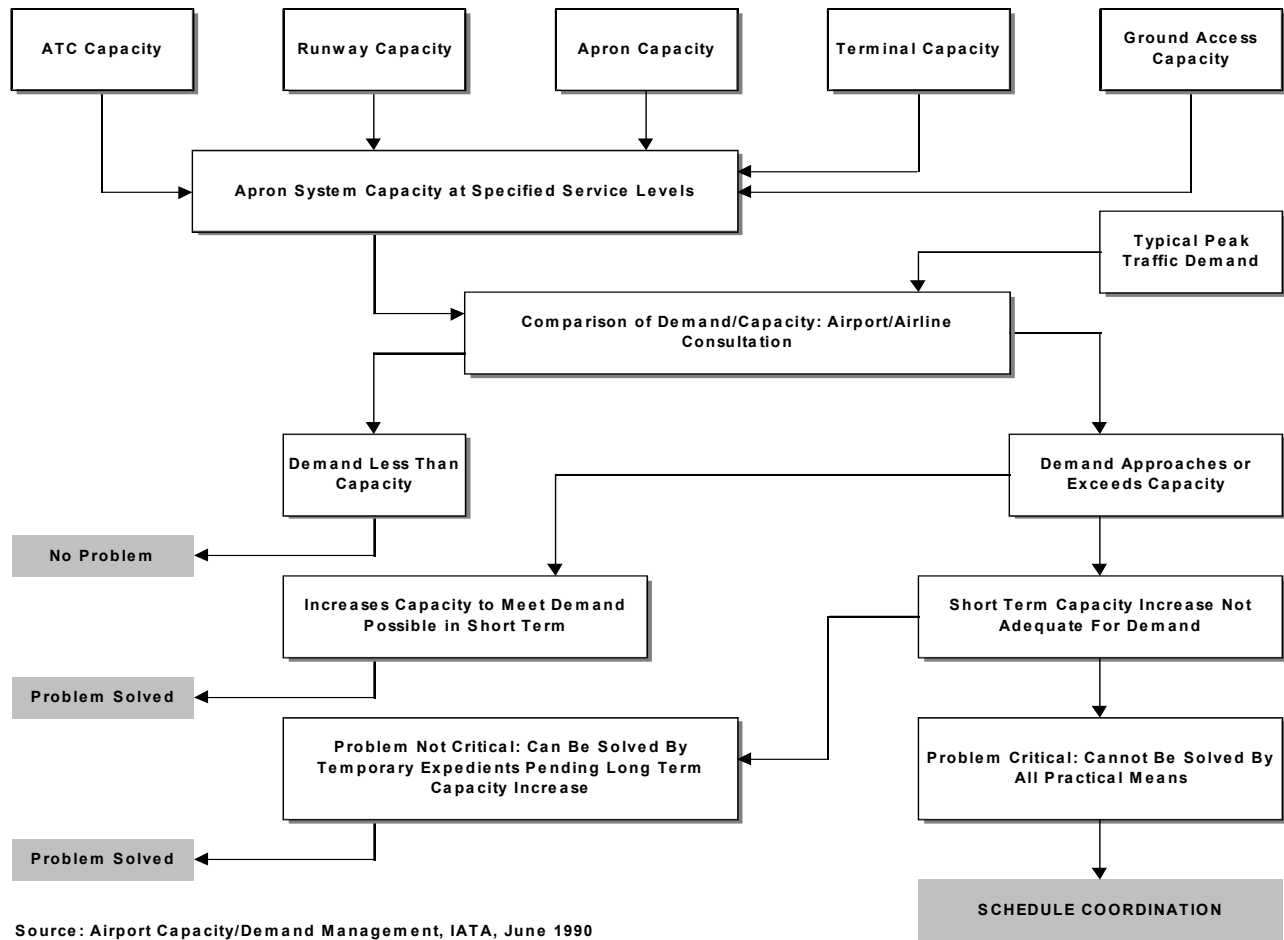 ATC Capacity
Runway Capacity
Apron Capacity
Terminal Capacity
Ground Access
Capacity
Apron System Capacity at Specified Service Levels
Typical Peak
Traffic Demand
Comparison of Demand/Capacity: Airport/Airline
Consultation
Demand Less Than
Capacity
Demand Approaches or
Exceeds Capacity
No Problem
Increases Capacity to Meet Demand
Possible in Short Term
Short Term Capacity Increase Not
Adequate For Demand
Problem Solved
Problem Not Critical: Can Be Solved By
Temporary Expedients Pending Long Term
Capacity Increase
Problem Critical: Cannot Be Solved By
All Practical Means
Problem Solved
SCHEDULE COORDINATION
Source: Airport Capacity/Demand Management, IATA, June 1990